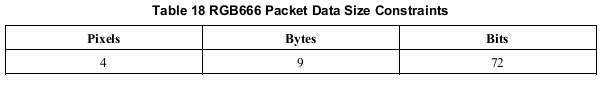 Table 18 RGB666 Packet Data Size Constraints
Pixels Bytes Bits
4 9 72